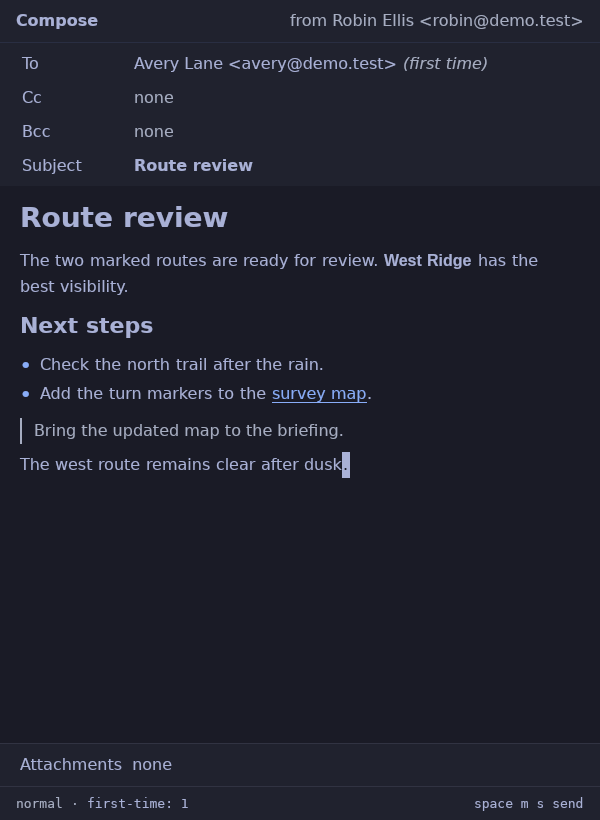 Compose from Robin Ellis <robin@demo.test>
To Avery Lane <avery@demo.test> (first time)
Cc none
Bcc none
Subject Route review
Route review
The two marked routes are ready for review. West Ridge has the
best visibility.
Next steps
• Check the north trail after the rain.
• Add the turn markers to the survey map.
Bring the updated map to the briefing.
The west route remains clear after dusk.
Attachments none
normal · first-time: 1 space m s send